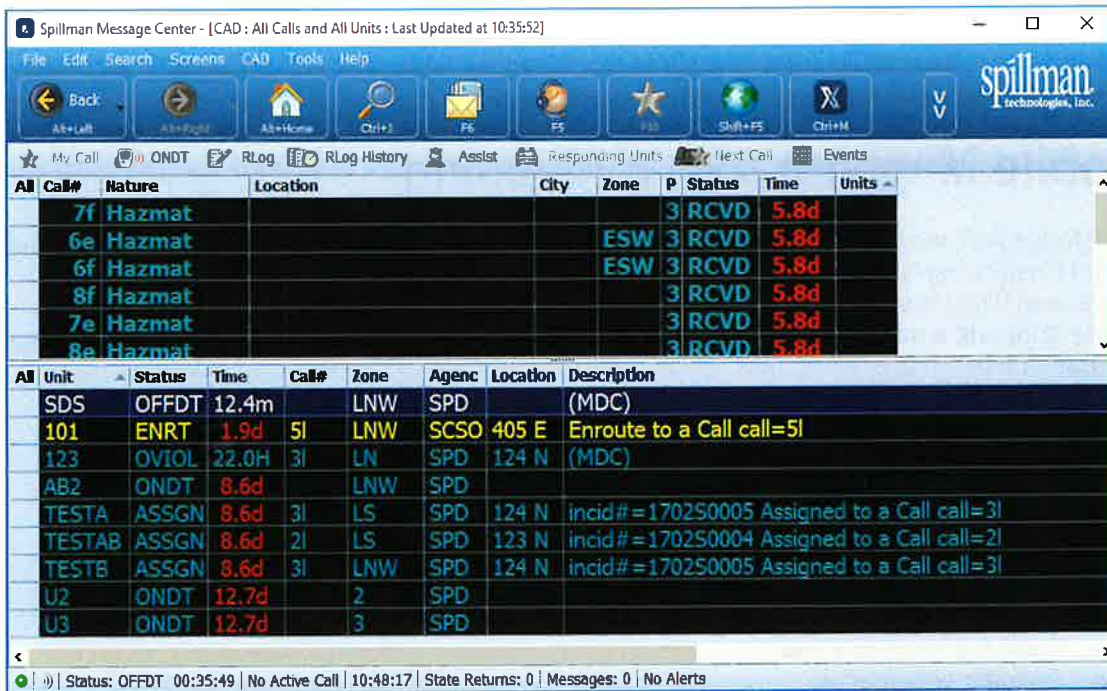 Spillman Message Center - [CAD : All Calls and All Units : Last Updated at 10:35:52]
File Edit Search Screens CAD Tools Help
Back
Alt+Left
Alt+Right
Alt+Home
Ctrl+J
F6
F5
F10
Shift+F5
Ctrl+M
spillman
technologies, inc.
My Call ONDT RLog RLog History Assist Responding Units Next Call Events
All Call# Nature Location City Zone P Status Time Units
7f Hazmat 3 RCVD 5.8d
6e Hazmat ESW 3 RCVD 5.8d
6f Hazmat ESW 3 RCVD 5.8d
8f Hazmat 3 RCVD 5.8d
7e Hazmat 3 RCVD 5.8d
8e Hazmat 3 RCVD 5.8d
All Unit Status Time Call# Zone Agenc Location Description
SDS OFFDT 12.4m LNW SPD (MDC)
101 ENRT 1.9d 5l LNW SCSO 405 E Enroute to a Call call=5l
123 OVIOL 22.0H 3l LN SPD 124 N (MDC)
AB2 ONDT 8.6d LNW SPD
TESTA ASSGN 8.6d 3l LS SPD 124 N incid#=1702S0005 Assigned to a Call call=3l
TESTAB ASSGN 8.6d 2l LS SPD 123 N incid#=1702S0004 Assigned to a Call call=2l
TESTB ASSGN 8.6d 3l LNW SPD 124 N incid#=1702S0005 Assigned to a Call call=3l
U2 ONDT 12.7d 2 SPD
U3 ONDT 12.7d 3 SPD
Status: OFFDT 00:35:49 No Active Call 10:48:17 State Returns: 0 Messages: 0 No Alerts